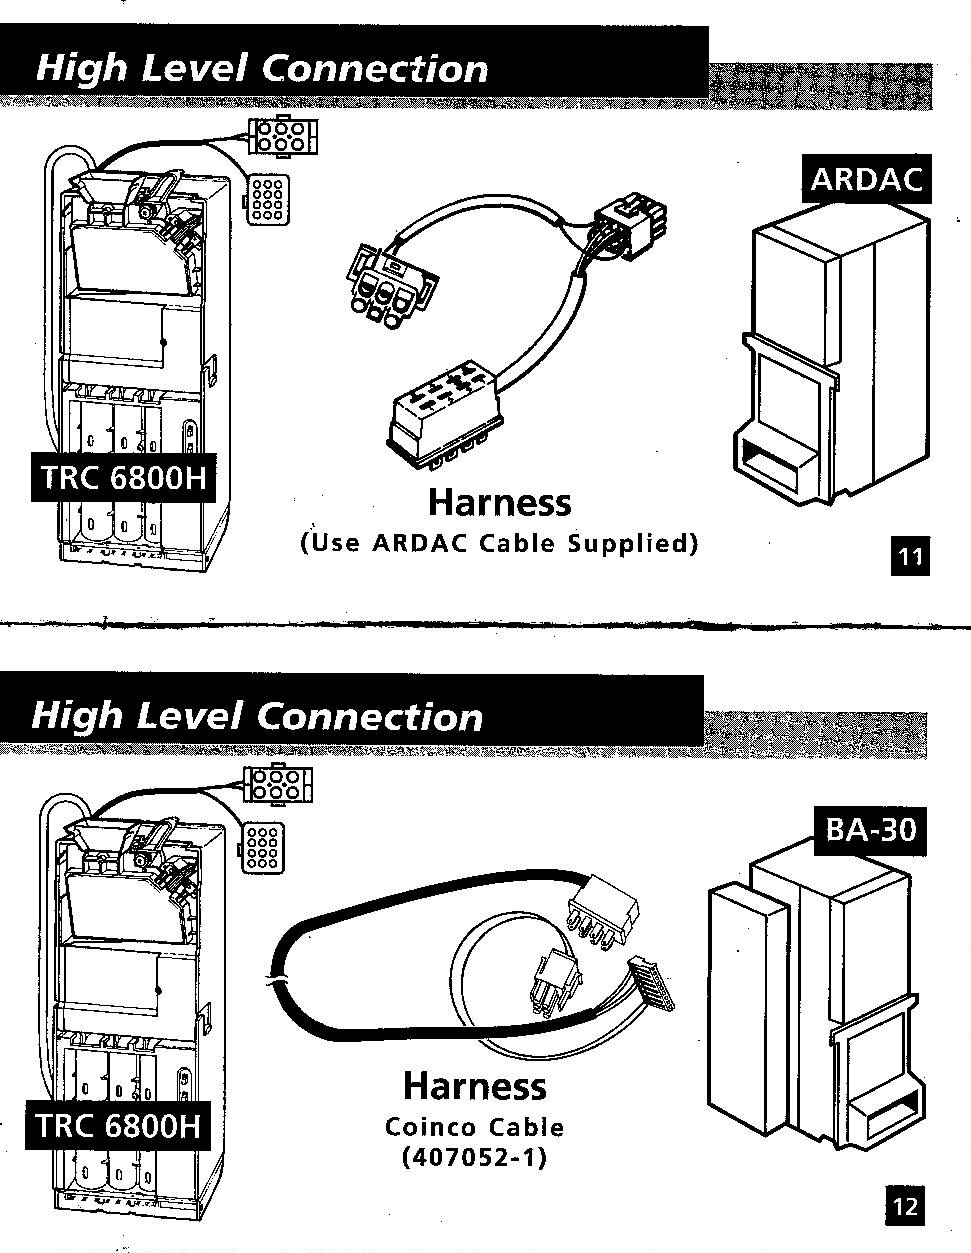 High Level Connection
ARDAC
TRC 6800H
Harness
(Use ARDAC Cable Supplied)
11
High Level Connection
BA-30
TRC 6800H
Harness
Coinco Cable
(407052-1)
12